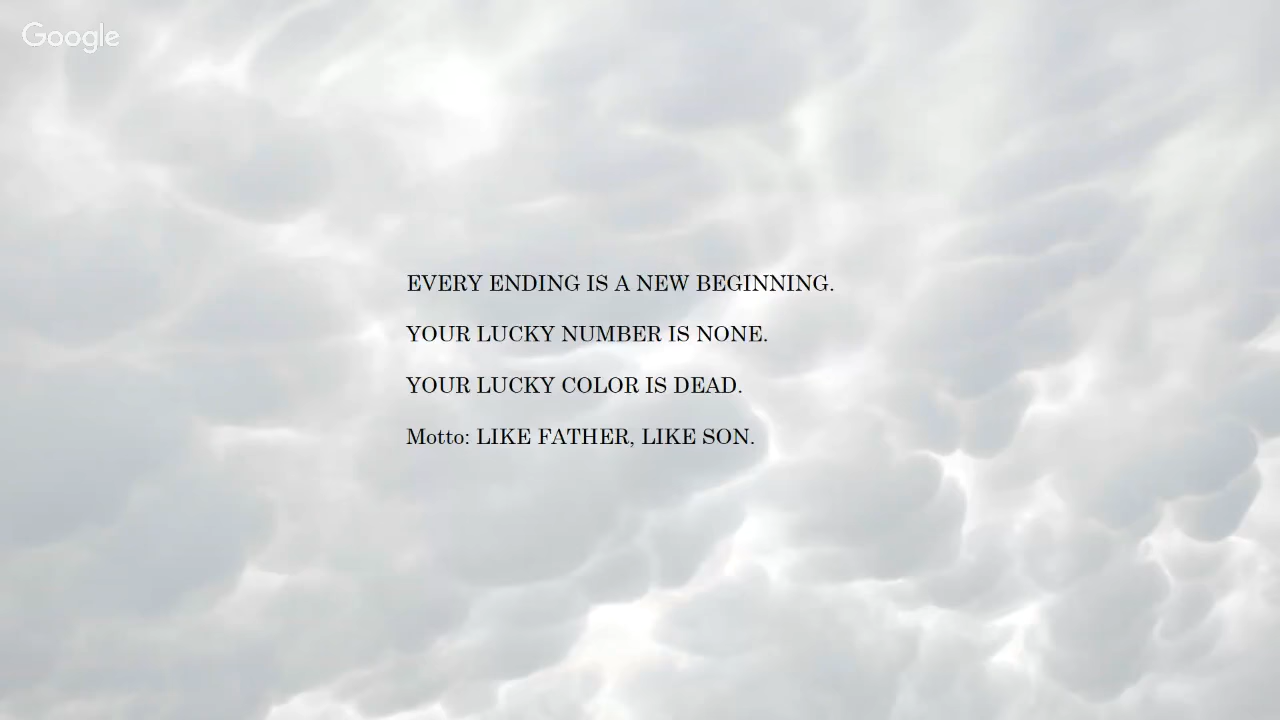 Google
EVERY ENDING IS A NEW BEGINNING.
YOUR LUCKY NUMBER IS NONE.
YOUR LUCKY COLOR IS DEAD.
Motto: LIKE FATHER, LIKE SON.